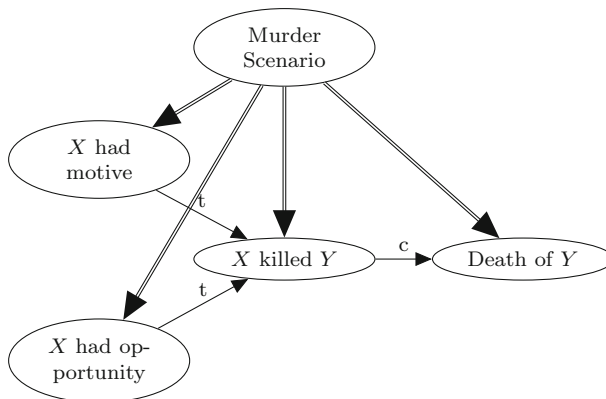 Murder
Scenario
X had
motive
t
X killed Y
c
Death of Y
t
X had op-
portunity